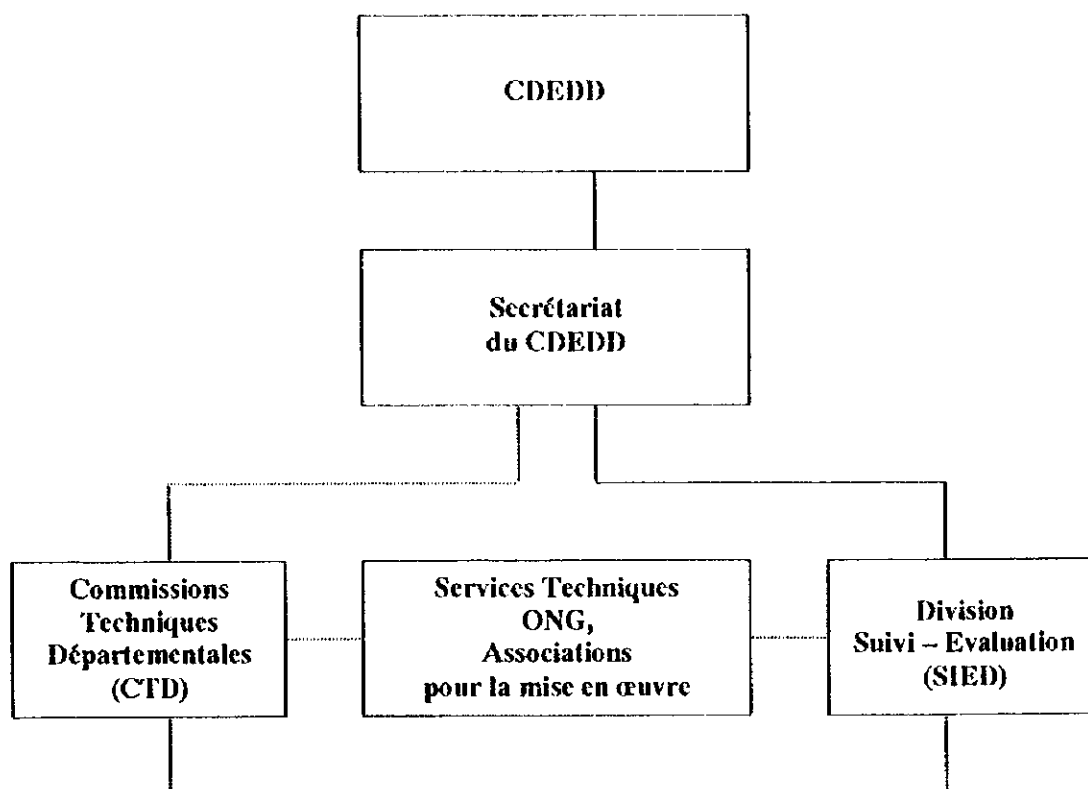 CDEDD
Secrétariat
du CDEDD
Commissions
Techniques
Départementales
(CTD)
Services Techniques
ONG,
Associations
pour la mise en œuvre
Division
Suivi – Evaluation
(SIED)